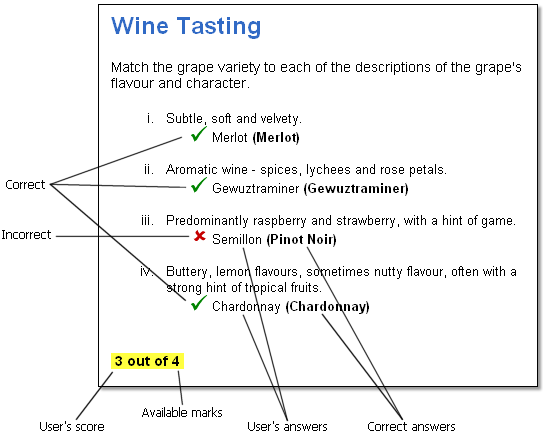 Wine Tasting
Match the grape variety to each of the descriptions of the grape's
flavour and character.
i. Subtle, soft and velvety.
Merlot (Merlot)
ii. Aromatic wine - spices, lychees and rose petals.
Correct
Gewuztraminer (Gewuztraminer)
iii. Predominantly raspberry and strawberry, with a hint of game.
Incorrect
Semillon (Pinot Noir)
iv. Buttery, lemon flavours, sometimes nutty flavour, often with a
strong hint of tropical fruits.
Chardonnay (Chardonnay)
3 out of 4
User's score
Available marks
User's answers
Correct answers